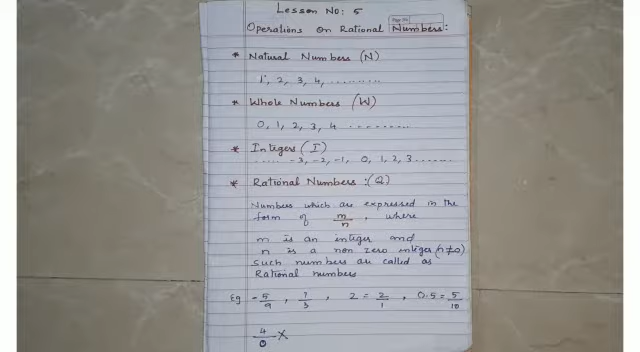 Lesson No: 5
Operations On Rational Numbers:
* Natural Numbers (N)
1, 2, 3, 4, ..........
* Whole Numbers (W)
0, 1, 2, 3, 4 ..........
* Integers (I)
..... -3, -2, -1, 0, 1, 2, 3 .......
* Rational Numbers :(Q)
Numbers which are expressed in the
form of m/n, where
m is an integer and
n is a non zero integer (n≠0)
such numbers are called as
Rational numbers
Eg -5/9, 7/3, 2 = 2/1, 0.5 = 5/10
4/0 X